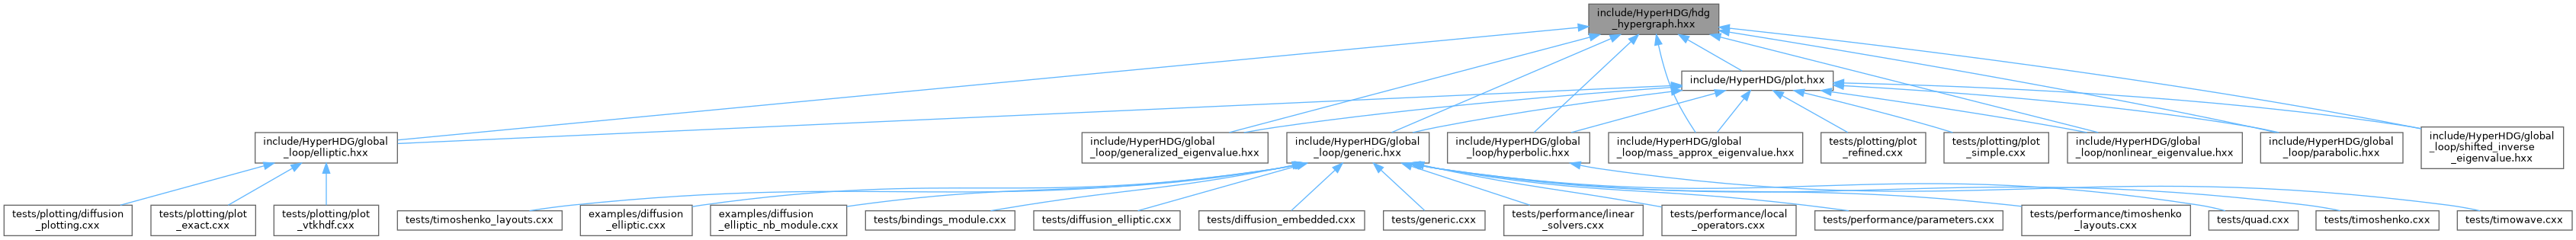 include/HyperHDG/hdg
_hypergraph.hxx
include/HyperHDG/plot.hxx
include/HyperHDG/global
_loop/elliptic.hxx
include/HyperHDG/global
_loop/generalized_eigenvalue.hxx
include/HyperHDG/global
_loop/generic.hxx
include/HyperHDG/global
_loop/hyperbolic.hxx
include/HyperHDG/global
_loop/mass_approx_eigenvalue.hxx
tests/plotting/plot
_refined.cxx
tests/plotting/plot
_simple.cxx
include/HyperHDG/global
_loop/nonlinear_eigenvalue.hxx
include/HyperHDG/global
_loop/parabolic.hxx
include/HyperHDG/global
_loop/shifted_inverse
_eigenvalue.hxx
tests/plotting/diffusion
_plotting.cxx
tests/plotting/plot
_exact.cxx
tests/plotting/plot
_vtkhdf.cxx
tests/timoshenko_layouts.cxx
examples/diffusion
_elliptic.cxx
examples/diffusion
_elliptic_nb_module.cxx
tests/bindings_module.cxx
tests/diffusion_elliptic.cxx
tests/diffusion_embedded.cxx
tests/generic.cxx
tests/performance/linear
_solvers.cxx
tests/performance/local
_operators.cxx
tests/performance/parameters.cxx
tests/performance/timoshenko
_layouts.cxx
tests/quad.cxx
tests/timoshenko.cxx
tests/timowave.cxx